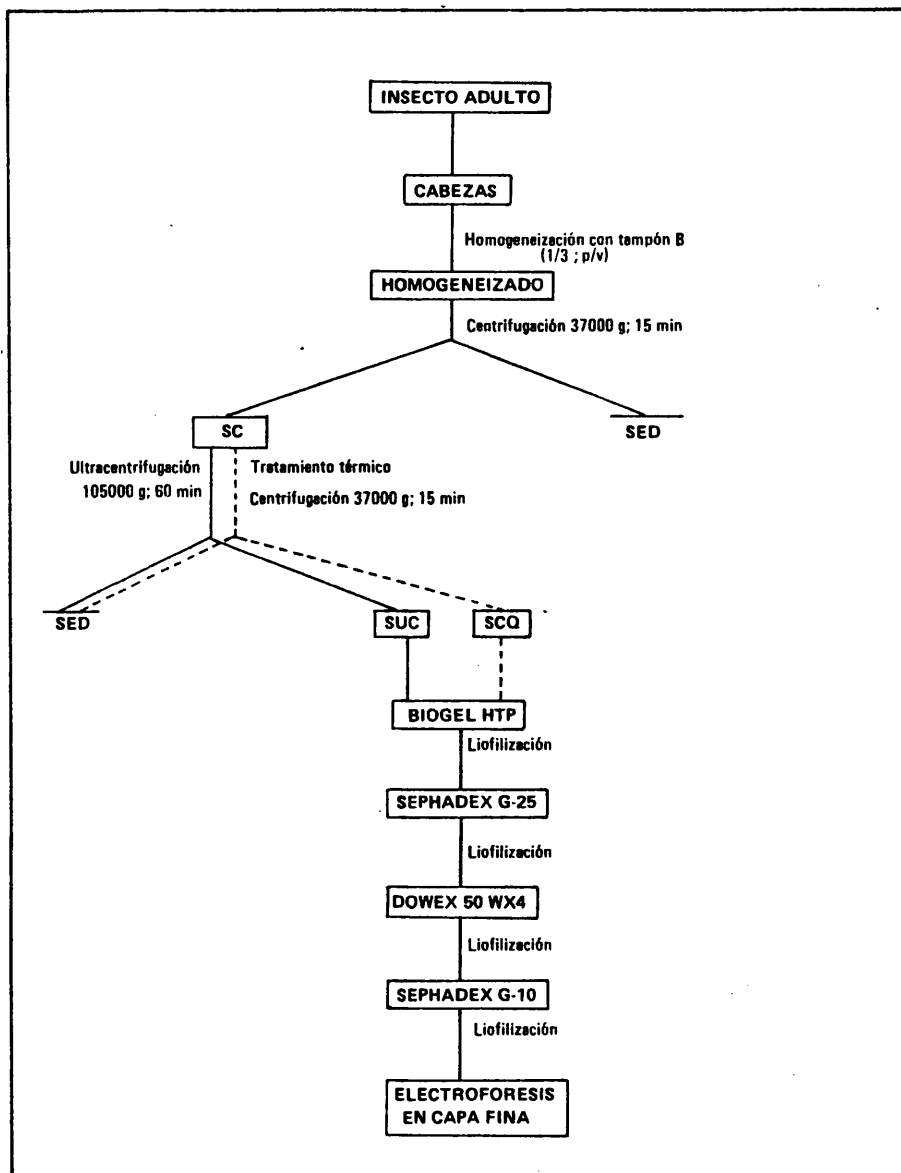 INSECTO ADULTO
CABEZAS
Homogeneización con tampón B
(1/3 ; p/v)
HOMOGENEIZADO
Centrifugación 37000 g; 15 min
SC
SED
Ultracentrifugación
105000 g; 60 min
Tratamiento térmico
Centrifugación 37000 g; 15 min
SED
SUC
SCQ
BIOGEL HTP
Liofilización
SEPHADEX G-25
Liofilización
DOWEX 50 WX4
Liofilización
SEPHADEX G-10
Liofilización
ELECTROFORESIS
EN CAPA FINA